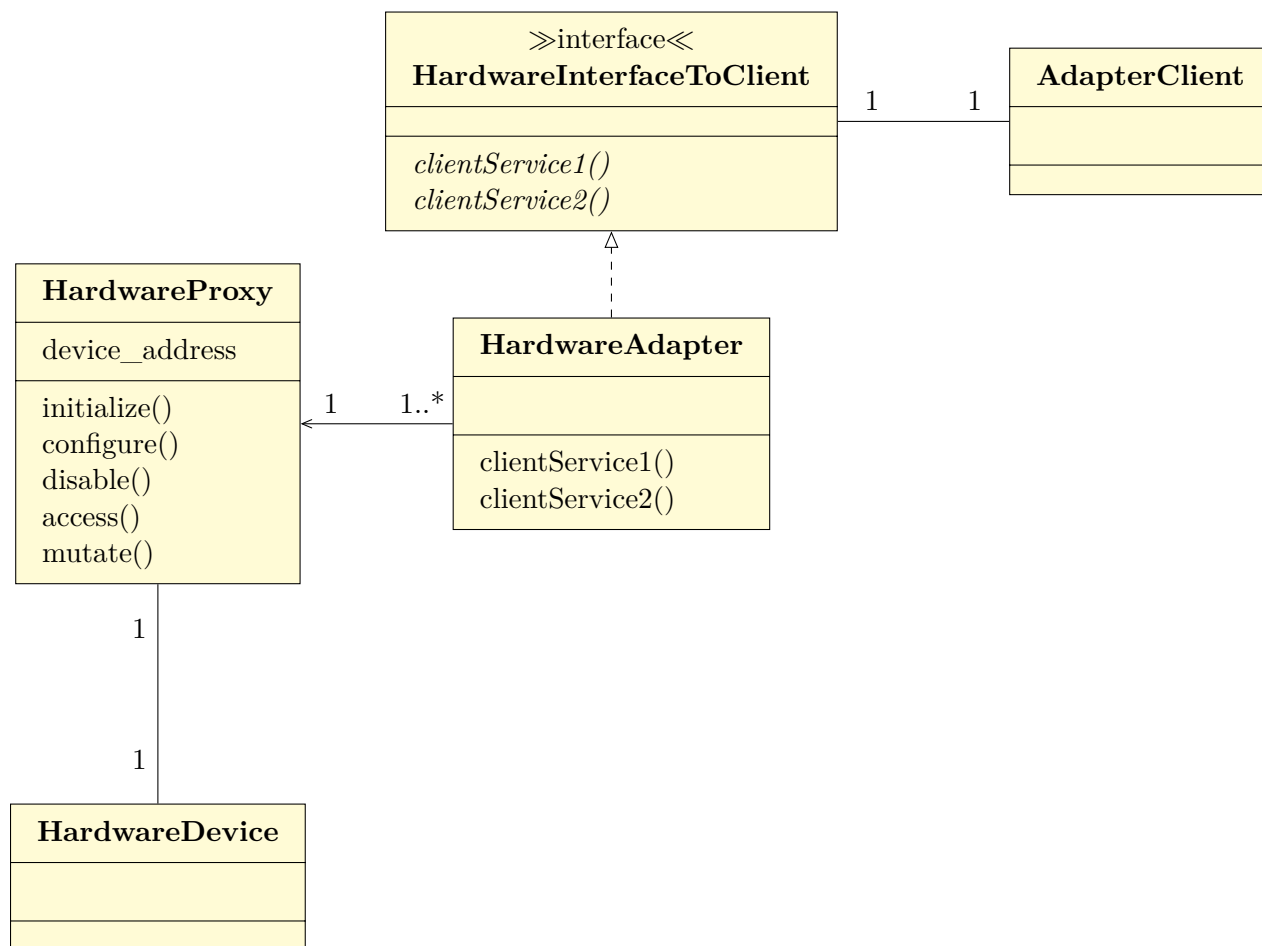 ≫interface≪
HardwareInterfaceToClient
clientService1()
clientService2()
1 1
AdapterClient
HardwareProxy
device_address
initialize()
configure()
disable()
access()
mutate()
1 1..*
HardwareAdapter
clientService1()
clientService2()
1
1
HardwareDevice